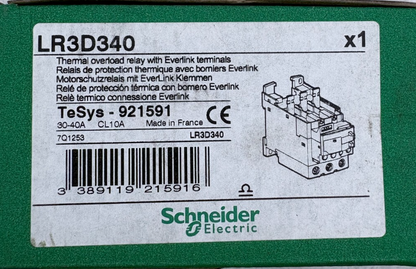 LR3D340 x1
Thermal overload relay with Everlink terminals
Relais de protection thermique avec borniers Everlink
Motorschutzrelais mit EverLink Klemmen
Relé de protección térmica con bornero Everlink
Relè termico connessione Everlink
TeSys - 921591 CE
30-40A CL10A Made in France
7Q1253 LR3D340
3 389119 215916
Schneider
Electric